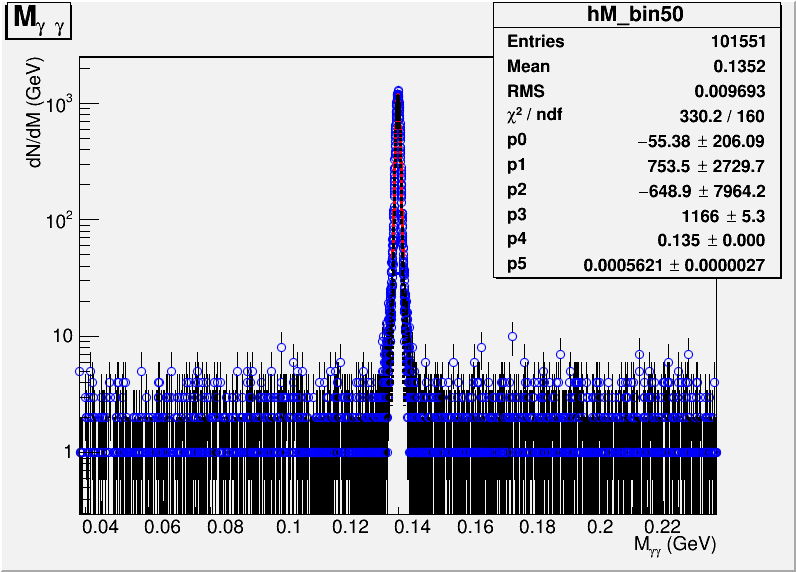 M_γ γ
hM_bin50
Entries 101551
Mean 0.1352
RMS 0.009693
χ² / ndf 330.2 / 160
p0 −55.38 ± 206.09
p1 753.5 ± 2729.7
p2 −648.9 ± 7964.2
p3 1166 ± 5.3
p4 0.135 ± 0.000
p5 0.0005621 ± 0.0000027
dN/dM (GeV)
10³
10²
10
1
0.04 0.06 0.08 0.1 0.12 0.14 0.16 0.18 0.2 0.22
M_γγ (GeV)